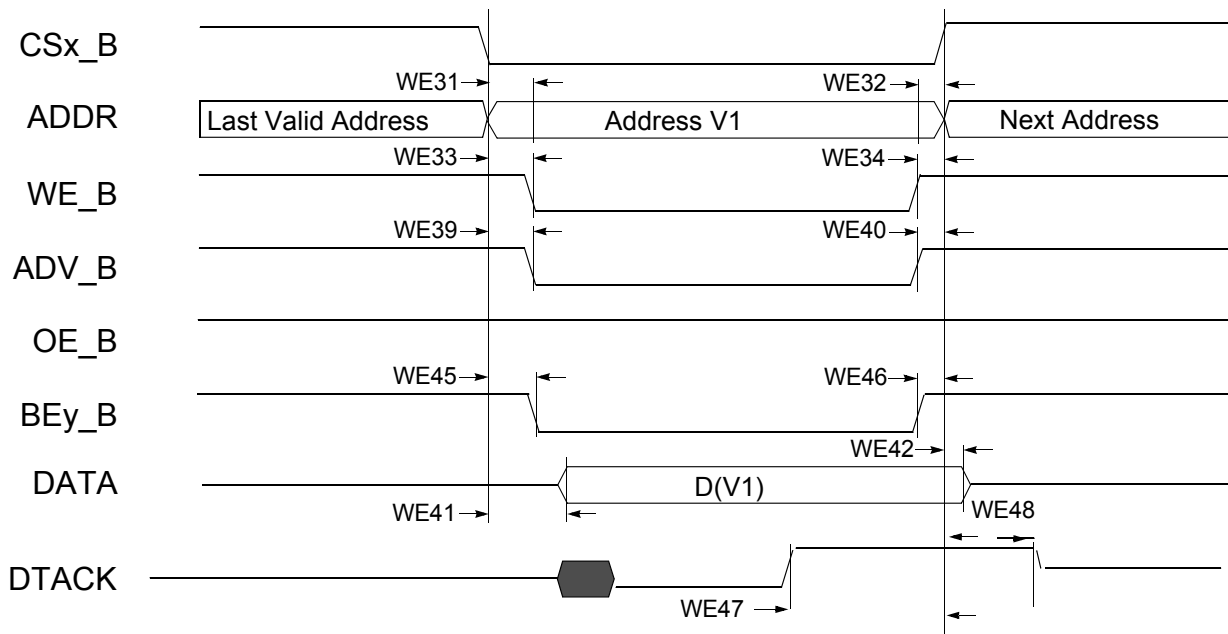 CSx_B
WE31
WE32
ADDR
Last Valid Address
Address V1
Next Address
WE33
WE34
WE_B
WE39
WE40
ADV_B
OE_B
WE45
WE46
BEy_B
WE42
DATA
D(V1)
WE41
WE48
DTACK
WE47